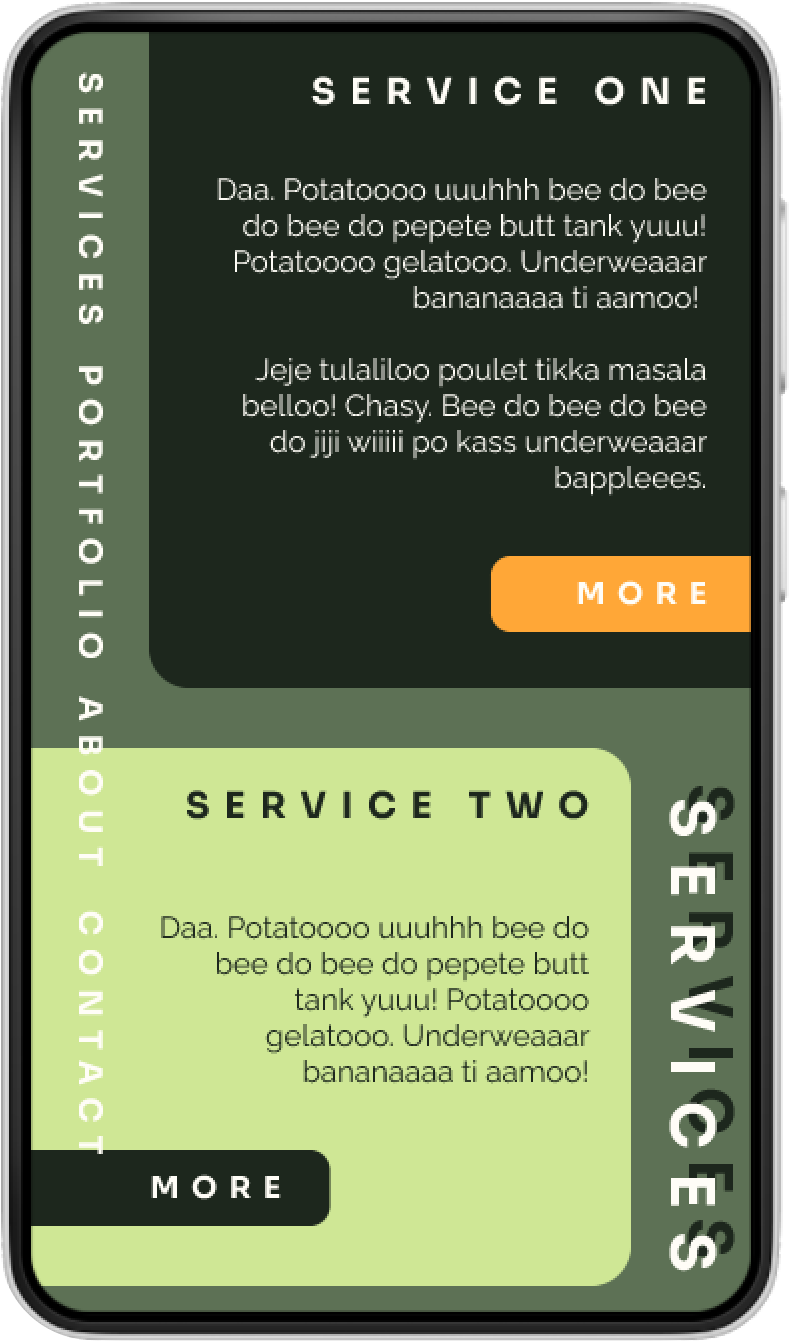 SERVICES PORTFOLIO ABOUT CONTACT
SERVICE ONE
Daa. Potatoooo uuuhhh bee do bee
do bee do pepete butt tank yuuu!
Potatoooo gelatooo. Underweaaar
bananaaaa ti aamoo!
Jeje tulaliloo poulet tikka masala
belloo! Chasy. Bee do bee do bee
do jiji wiiiii po kass underweaaar
bappleees.
MORE
SERVICE TWO
Daa. Potatoooo uuuhhh bee do
bee do bee do pepete butt
tank yuuu! Potatoooo
gelatooo. Underweaaar
bananaaaa ti aamoo!
MORE
SERVICES